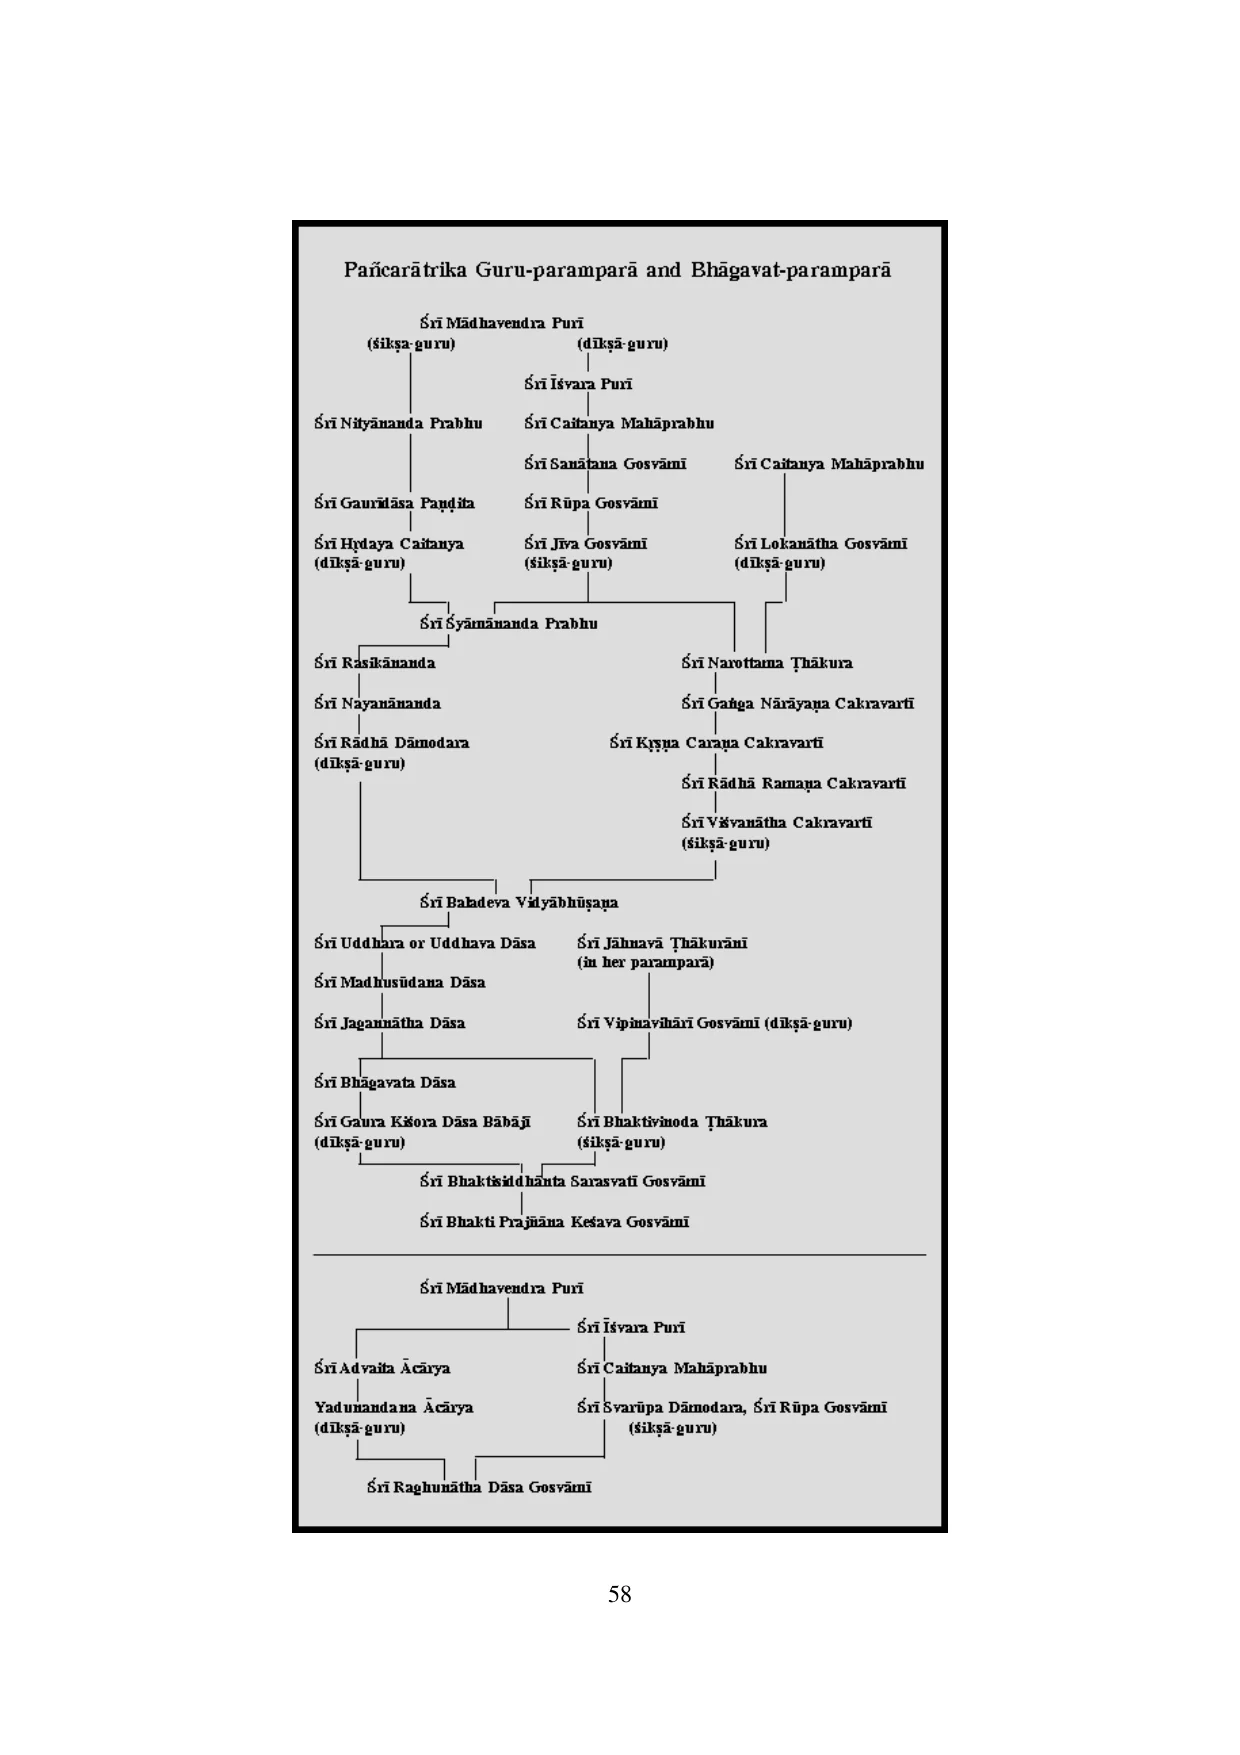 Pañcarātrika Guru-paramparā and Bhāgavat-paramparā
Śrī Mādhavendra Purī
(śikṣa-guru) (dīkṣā-guru)
Śrī Īśvara Purī
Śrī Nityānanda Prabhu Śrī Caitanya Mahāprabhu
Śrī Sanātana Gosvāmī Śrī Caitanya Mahāprabhu
Śrī Gaurīdāsa Paṇḍita Śrī Rūpa Gosvāmī
Śrī Hṛdaya Caitanya Śrī Jīva Gosvāmī Śrī Lokanātha Gosvāmī
(dīkṣā-guru) (śikṣā-guru) (dīkṣā-guru)
Śrī Śyāmānanda Prabhu
Śrī Rasikānanda Śrī Narottama Ṭhākura
Śrī Nayanānanda Śrī Gaṅga Nārāyaṇa Cakravartī
Śrī Rādhā Dāmodara Śrī Kṛṣṇa Caraṇa Cakravartī
(dīkṣā-guru)
Śrī Rādhā Ramaṇa Cakravartī
Śrī Viśvanātha Cakravartī
(śikṣā-guru)
Śrī Baladeva Vidyābhūṣaṇa
Śrī Uddhara or Uddhava Dāsa Śrī Jāhnavā Ṭhākurānī
(in her paramparā)
Śrī Madhusūdana Dāsa
Śrī Jagannātha Dāsa Śrī Vipinavihārī Gosvāmī (dīkṣā-guru)
Śrī Bhāgavata Dāsa
Śrī Gaura Kiśora Dāsa Bābājī Śrī Bhaktivinoda Ṭhākura
(dīkṣā-guru) (śikṣā-guru)
Śrī Bhaktisiddhānta Sarasvatī Gosvāmī
Śrī Bhakti Prajñāna Keśava Gosvāmī
Śrī Mādhavendra Purī
Śrī Īśvara Purī
Śrī Advaita Ācārya Śrī Caitanya Mahāprabhu
Yadunandana Ācārya Śrī Svarūpa Dāmodara, Śrī Rūpa Gosvāmī
(dīkṣā-guru) (śikṣā-guru)
Śrī Raghunātha Dāsa Gosvāmī
58